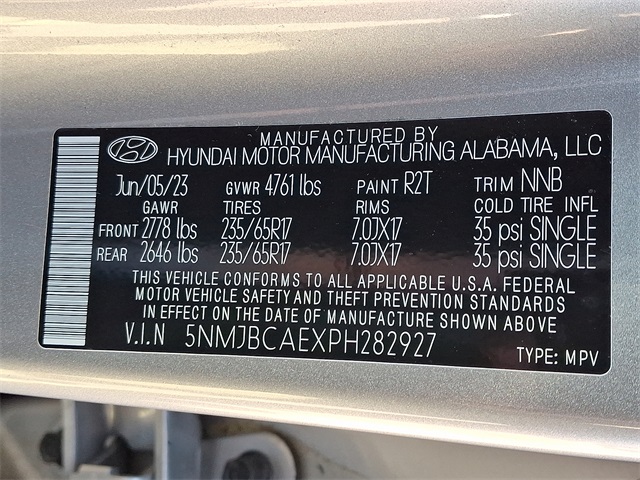 MANUFACTURED BY
HYUNDAI MOTOR MANUFACTURING ALABAMA, LLC
Jun/05/23 GVWR 4761 lbs PAINT R2T TRIM NNB
GAWR TIRES RIMS COLD TIRE INFL
FRONT 2778 lbs 235/65R17 7.0JX17 35 psi SINGLE
REAR 2646 lbs 235/65R17 7.0JX17 35 psi SINGLE
THIS VEHICLE CONFORMS TO ALL APPLICABLE U.S.A. FEDERAL
MOTOR VEHICLE SAFETY AND THEFT PREVENTION STANDARDS
IN EFFECT ON THE DATE OF MANUFACTURE SHOWN ABOVE.
V.I.N 5NMJBCAEXPH282927
TYPE: MPV